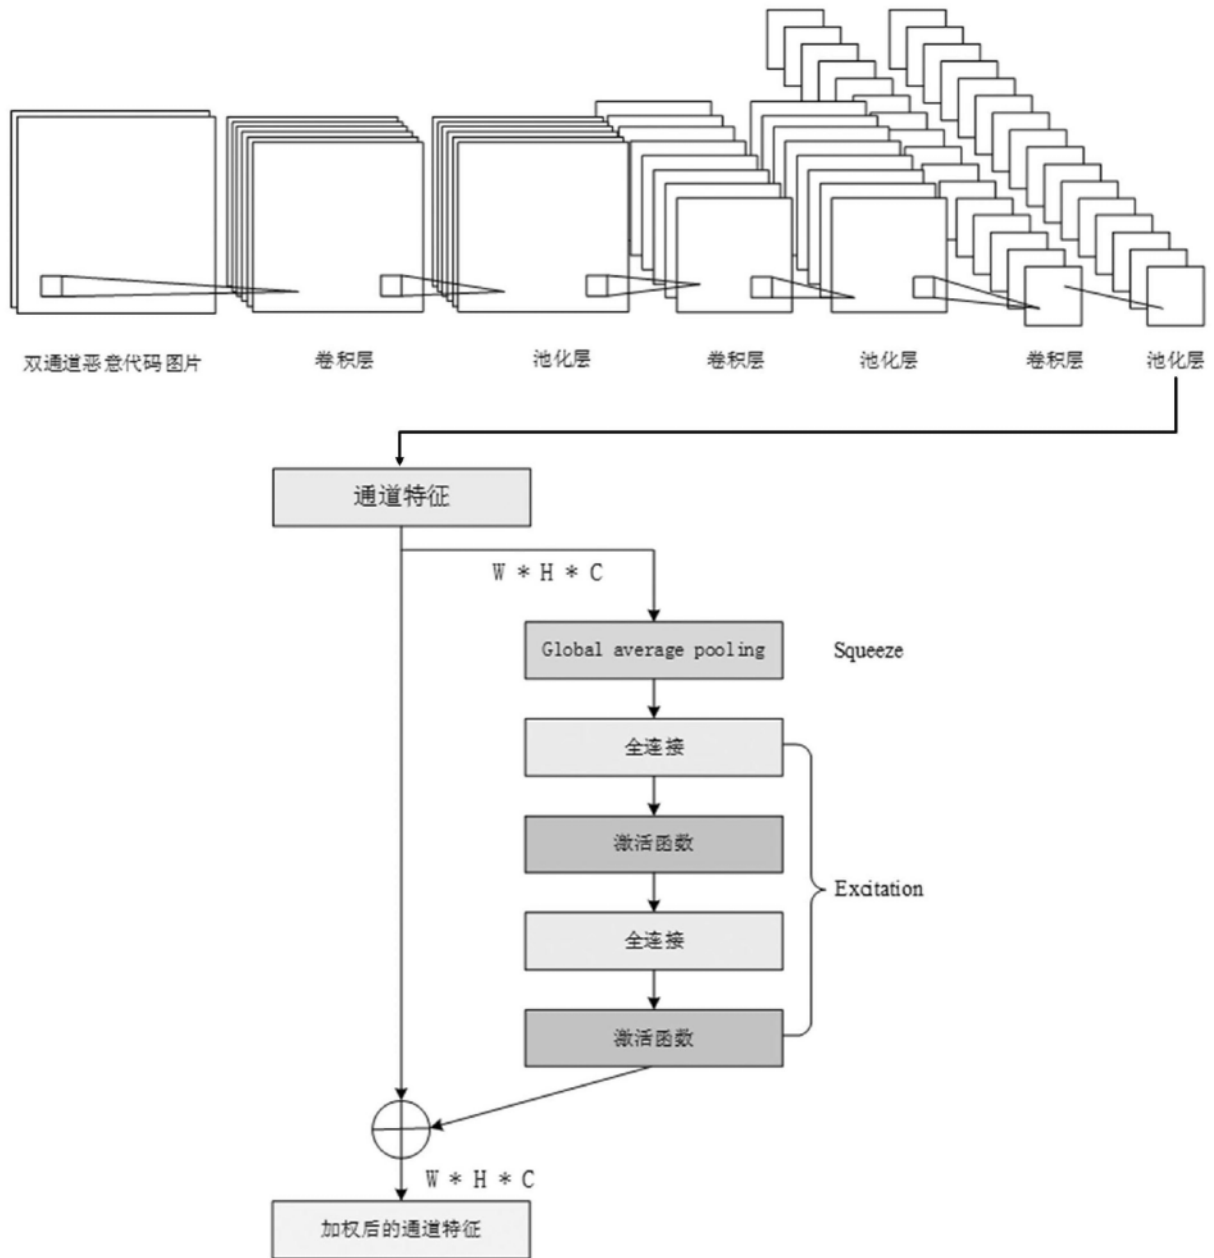 双通道恶意代码图片
卷积层
池化层
卷积层
池化层
卷积层
池化层
通道特征
W * H * C
Global average pooling
Squeeze
全连接
激活函数
Excitation
全连接
激活函数
W * H * C
加权后的通道特征